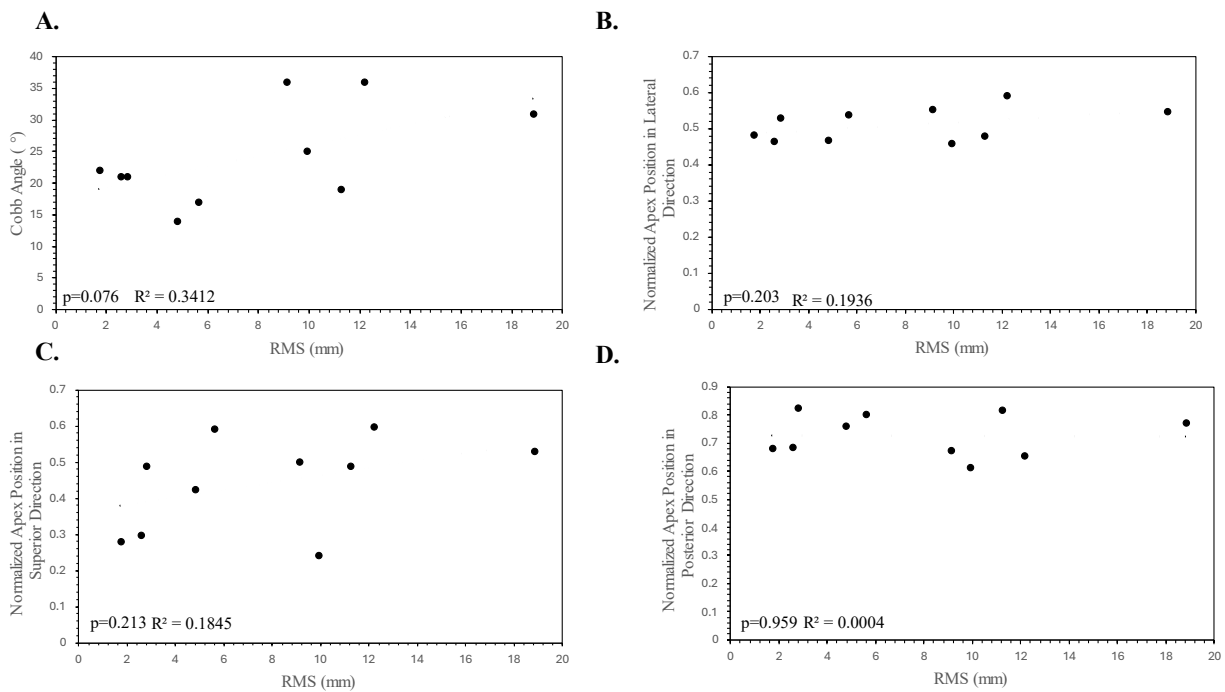 A.
40
35
30
25
20
15
10
5
0
Cobb Angle ( °)
p=0.076 R² = 0.3412
0 2 4 6 8 10 12 14 16 18 20
RMS (mm)
B.
0.7
0.6
0.5
0.4
0.3
0.2
0.1
0
Normalized Apex Position in Lateral
Direction
p=0.203 R² = 0.1936
0 2 4 6 8 10 12 14 16 18 20
RMS (mm)
C.
0.7
0.6
0.5
0.4
0.3
0.2
0.1
0
Normalized Apex Position in
Superior Direction
p=0.213 R² = 0.1845
0 2 4 6 8 10 12 14 16 18 20
RMS (mm)
D.
0.9
0.8
0.7
0.6
0.5
0.4
0.3
0.2
0.1
0
Normalized Apex Position in
Posterior Direction
p=0.959 R² = 0.0004
0 2 4 6 8 10 12 14 16 18 20
RMS (mm)